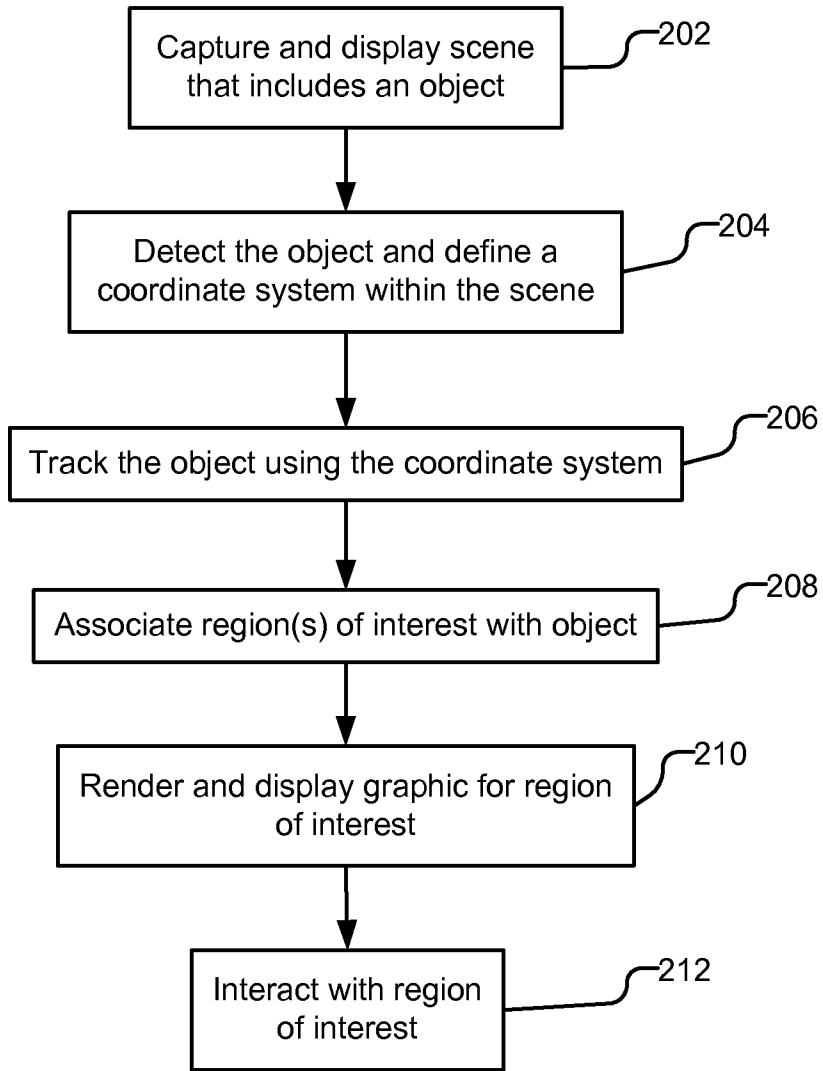 Capture and display scene
that includes an object
202
Detect the object and define a
coordinate system within the scene
204
Track the object using the coordinate system
206
Associate region(s) of interest with object
208
Render and display graphic for region
of interest
210
Interact with region
of interest
212